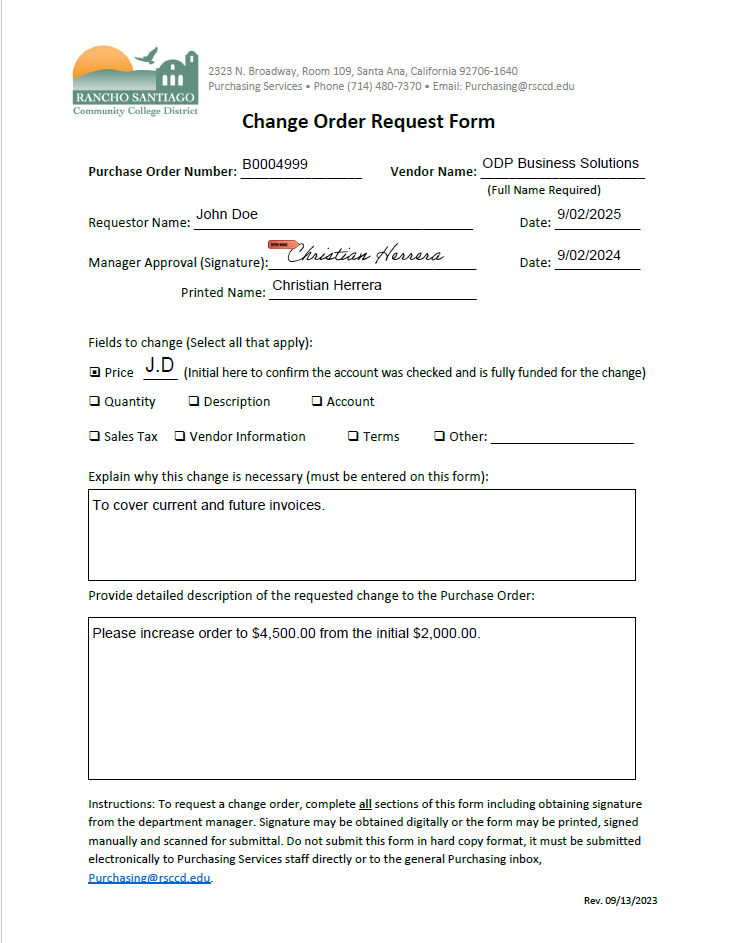 RANCHO SANTIAGO
Community College District
2323 N. Broadway, Room 109, Santa Ana, California 92706-1640
Purchasing Services • Phone (714) 480-7370 • Email: Purchasing@rsccd.edu
Change Order Request Form
Purchase Order Number: B0004999 Vendor Name: ODP Business Solutions
(Full Name Required)
Requestor Name: John Doe Date: 9/02/2025
Manager Approval (Signature): Christian Herrera Date: 9/02/2024
Printed Name: Christian Herrera
Fields to change (Select all that apply):
Price J.D (Initial here to confirm the account was checked and is fully funded for the change)
Quantity Description Account
Sales Tax Vendor Information Terms Other:
Explain why this change is necessary (must be entered on this form):
To cover current and future invoices.
Provide detailed description of the requested change to the Purchase Order:
Please increase order to $4,500.00 from the initial $2,000.00.
Instructions: To request a change order, complete all sections of this form including obtaining signature
from the department manager. Signature may be obtained digitally or the form may be printed, signed
manually and scanned for submittal. Do not submit this form in hard copy format, it must be submitted
electronically to Purchasing Services staff directly or to the general Purchasing inbox,
Purchasing@rsccd.edu.
Rev. 09/13/2023